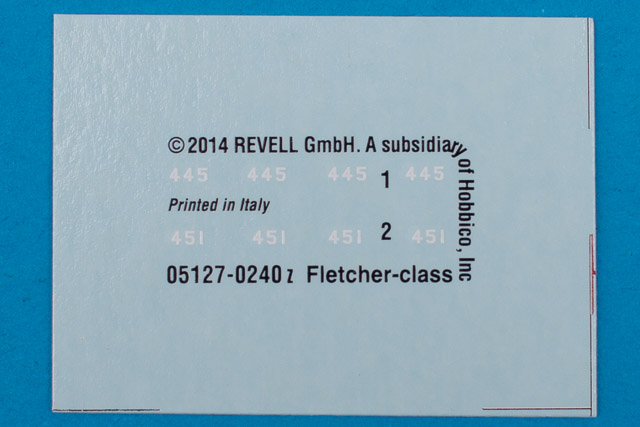 © 2014 REVELL GmbH. A subsidiary of Hobbico, Inc
445 445 445 1 445
Printed in Italy
451 451 451 2 451
05127-0240 z Fletcher-class